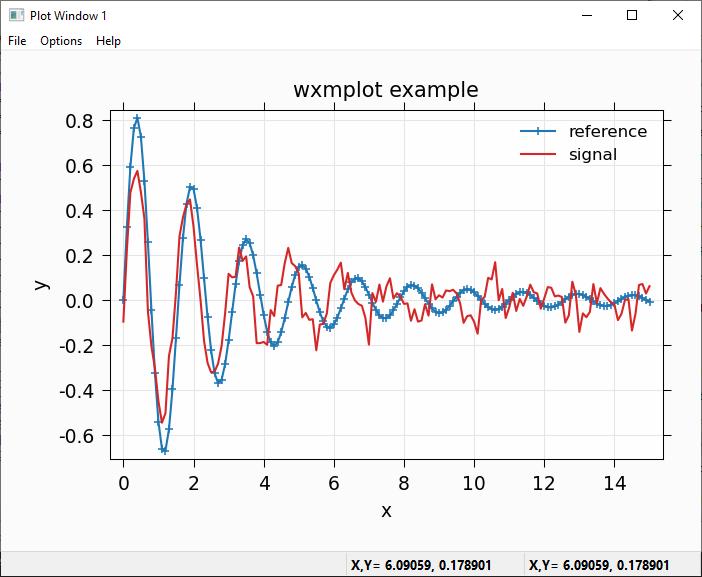 Plot Window 1
File Options Help
wxmplot example
reference
signal
y
0.8
0.6
0.4
0.2
0.0
-0.2
-0.4
-0.6
0 2 4 6 8 10 12 14
x
X,Y= 6.09059, 0.178901 X,Y= 6.09059, 0.178901